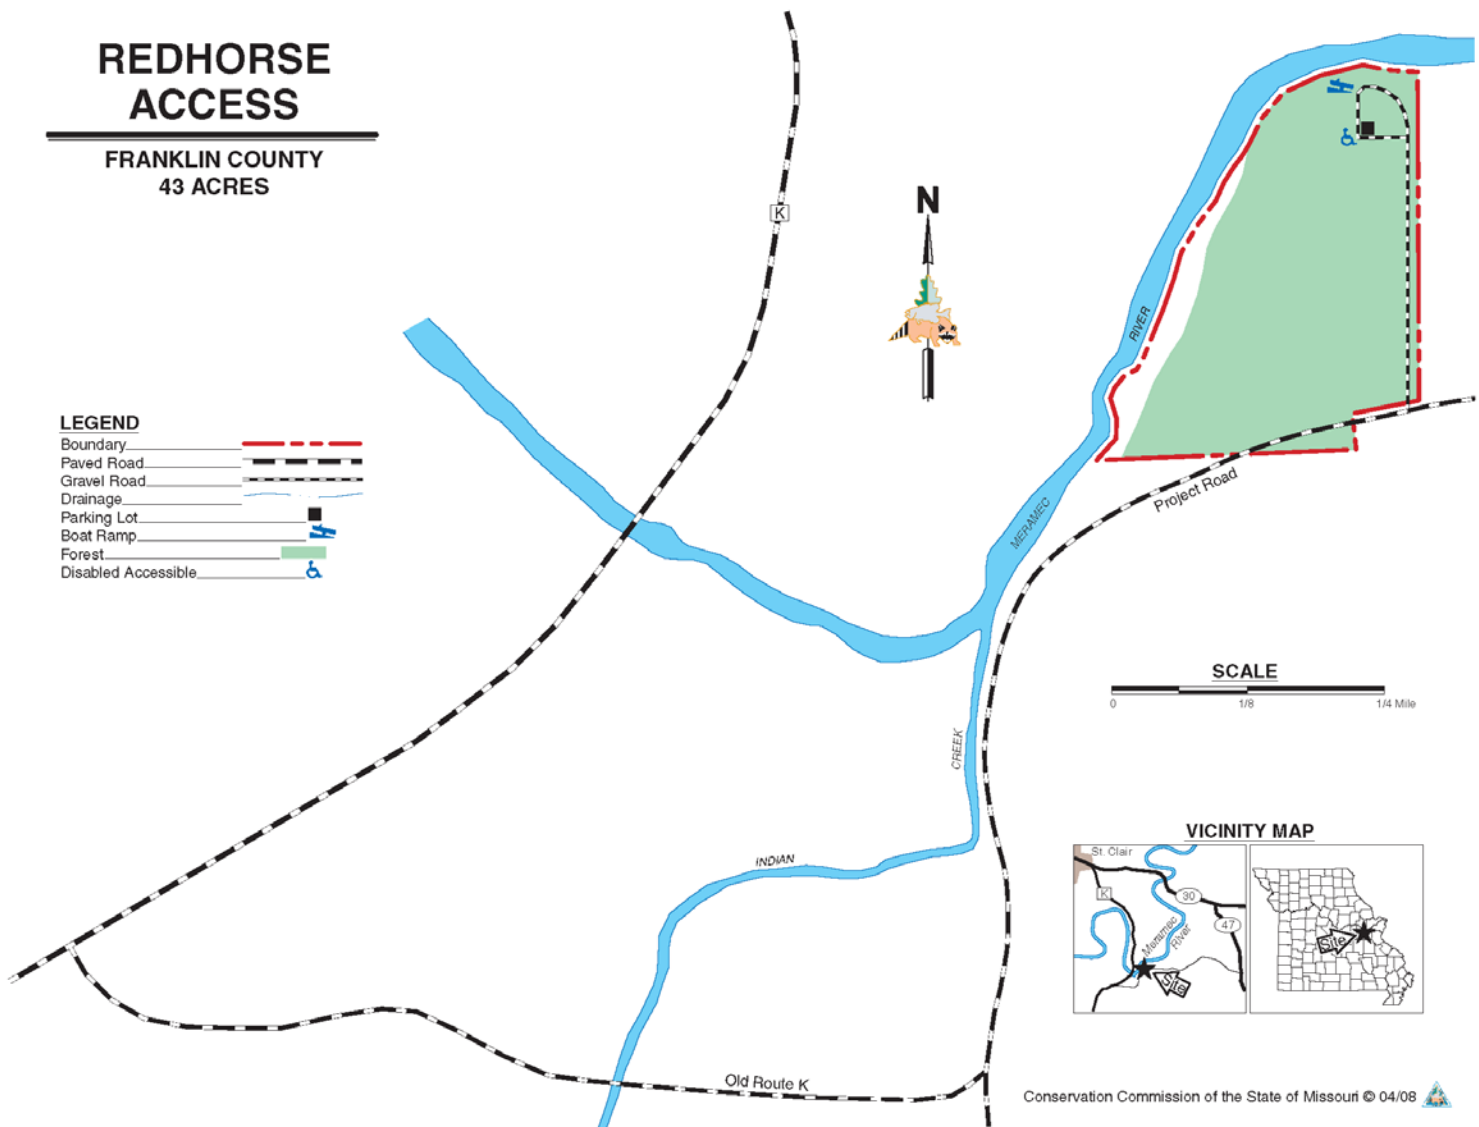 REDHORSE
ACCESS
FRANKLIN COUNTY
43 ACRES
K
N
RIVER
LEGEND
Boundary
Paved Road
Gravel Road
Drainage
Parking Lot
Boat Ramp
Forest
Disabled Accessible
MERAMEC
Project Road
SCALE
0 1/8 1/4 Mile
CREEK
INDIAN
VICINITY MAP
St. Clair
K
30
47
Meramec
River
Site
Site
Old Route K
Conservation Commission of the State of Missouri © 04/08